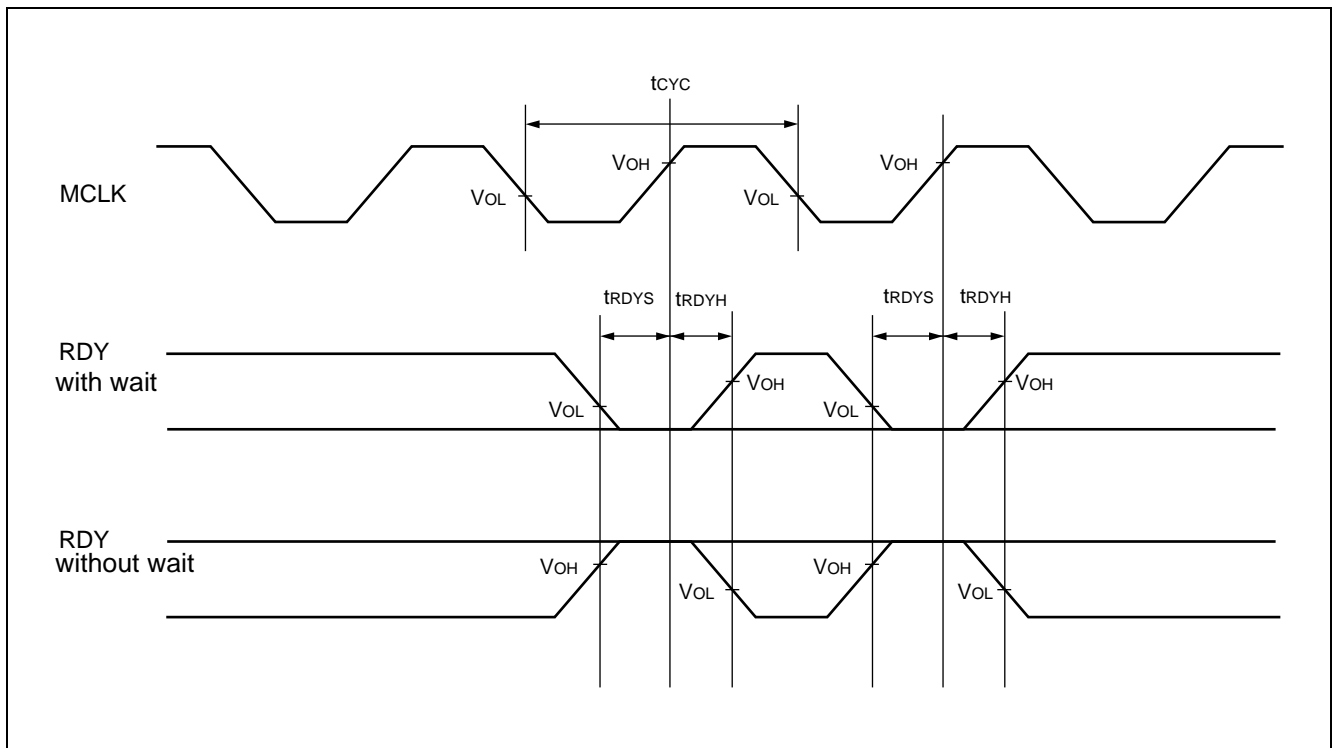 tCYC
VOH
VOH
MCLK
VOL
VOL
tRDYS
tRDYH
tRDYS
tRDYH
RDY
with wait
VOH
VOH
VOL
VOL
RDY
without wait
VOH
VOH
VOL
VOL